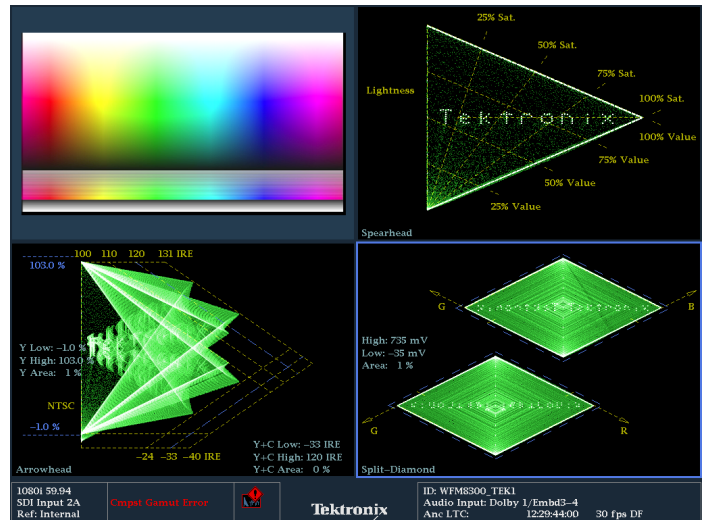 25% Sat.
50% Sat.
75% Sat.
Lightness
100% Sat.
Tektronix
100% Value
75% Value
50% Value
25% Value
Spearhead
100 110 120 131 IRE
103.0 %
Y Low: -1.0 %
Y High: 103.0 %
Y Area: 1 %
NTSC
-1.0 %
-24 -33 -40 IRE
Y+C Low: -33 IRE
Y+C High: 120 IRE
Y+C Area: 0 %
Arrowhead
G
B
High: 735 mV
Low: -35 mV
Area: 1 %
G
R
Split-Diamond
1080i 59.94
SDI Input 2A
Ref: Internal
Cmpst Gamut Error
Tektronix
ID: WFM8300_TEK1
Audio Input: Dolby 1/Embd3-4
Anc LTC: 12:29:44:00 30 fps DF